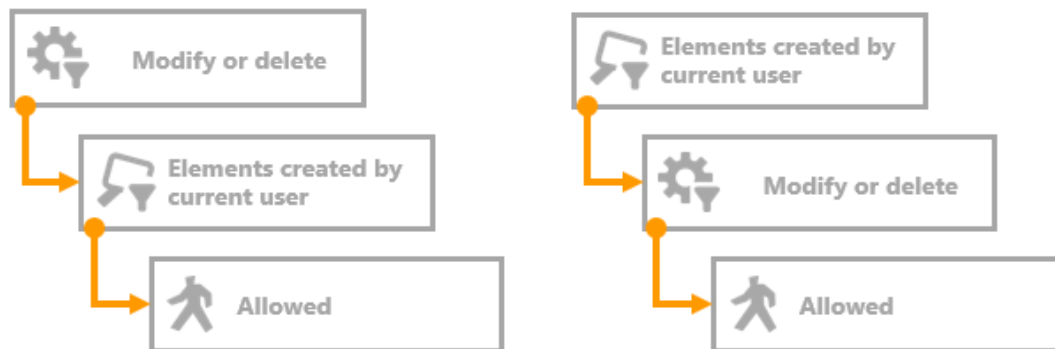 Modify or delete
Elements created by
current user
Allowed
Elements created by
current user
Modify or delete
Allowed